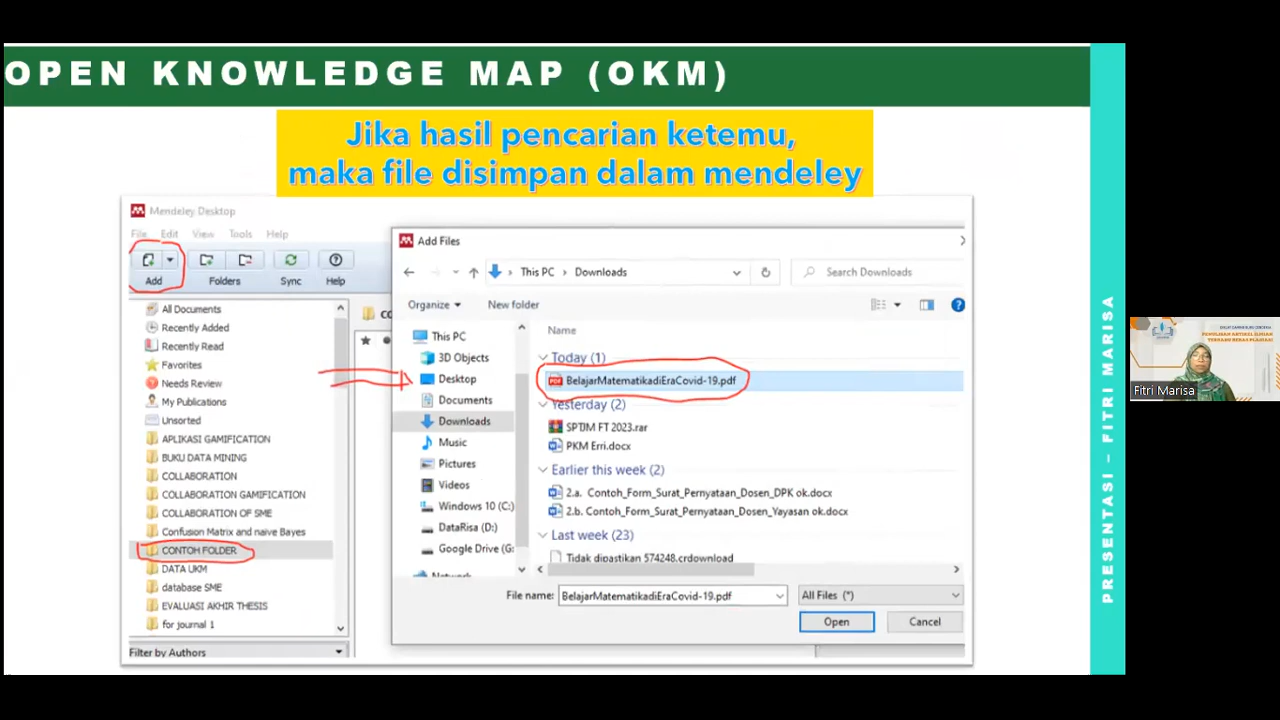 OPEN KNOWLEDGE MAP (OKM)
Jika hasil pencarian ketemu,
maka file disimpan dalam mendeley
Mendeley Desktop
File Edit View Tools Help
Add Folders Sync Help
All Documents
Recently Added
Recently Read
Favorites
Needs Review
My Publications
Unsorted
APLIKASI GAMIFICATION
BUKU DATA MINING
COLLABORATION
COLLABORATION GAMIFICATION
COLLABORATION OF SME
Confusion Matrix and naive Bayes
CONTOH FOLDER
DATA UKM
database SME
EVALUASI AKHIR THESIS
for journal 1
Filter by Authors
Add Files
This PC > Downloads
Search Downloads
Organize New folder
This PC
3D Objects
Desktop
Documents
Downloads
Music
Pictures
Videos
Windows 10 (C:)
DataRisa (D:)
Google Drive (G:
Network
Name
Today (1)
BelajarMatematikadiEraCovid-19.pdf
Yesterday (2)
SPBM FT 2023.rar
PKM Erri.docx
Earlier this week (2)
2.a. Contoh_Form_Surat_Pernyataan_Dosen_DPK ok.docx
2.b. Contoh_Form_Surat_Pernyataan_Dosen_Yayasan ok.docx
Last week (23)
Tidak dipastikan 574248.crdownload
File name: BelajarMatematikadiEraCovid-19.pdf All Files (*)
Open Cancel
PRESENTASI – FITRI MARISA
PENULISAN ARTIKEL ILMIAH
Fitri Marisa